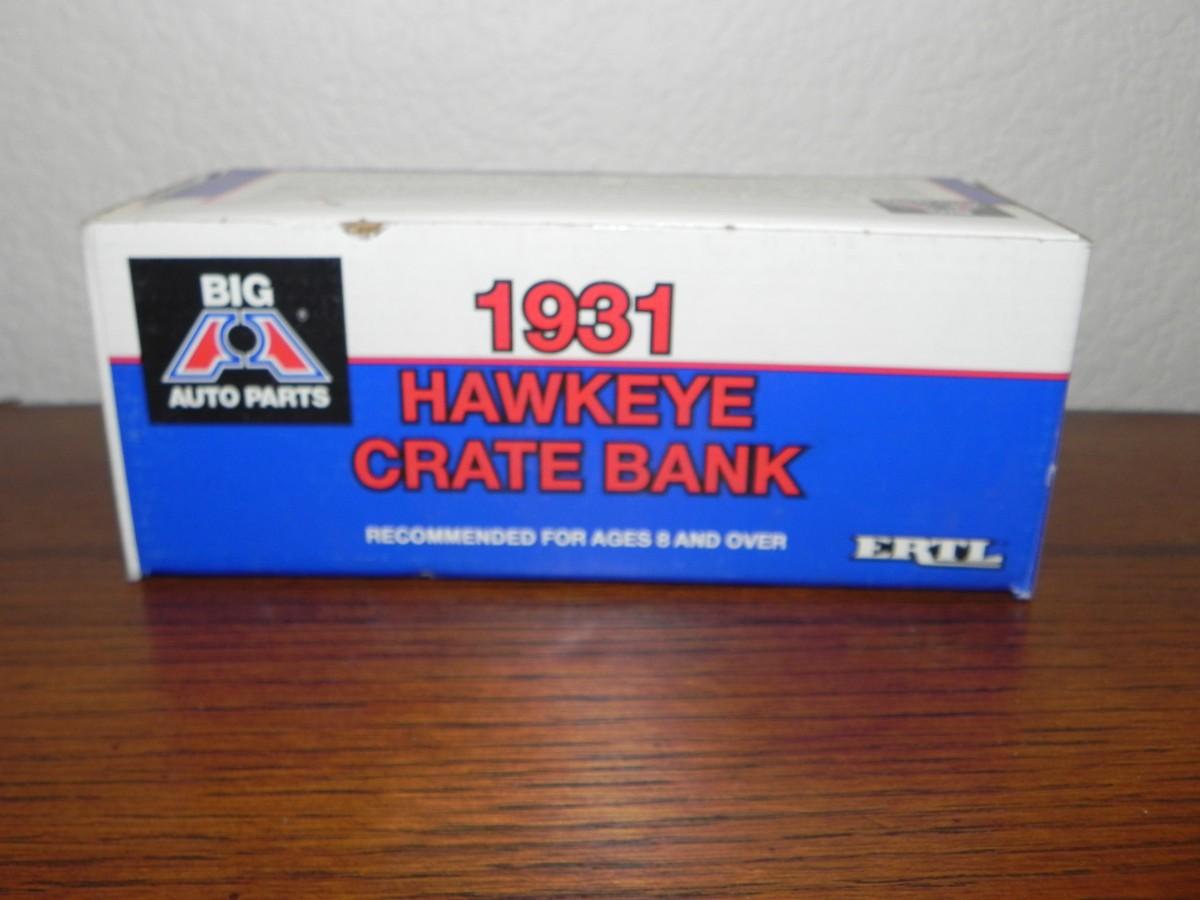 BIG
AUTO PARTS
1931
HAWKEYE
CRATE BANK
RECOMMENDED FOR AGES 8 AND OVER
ERTL